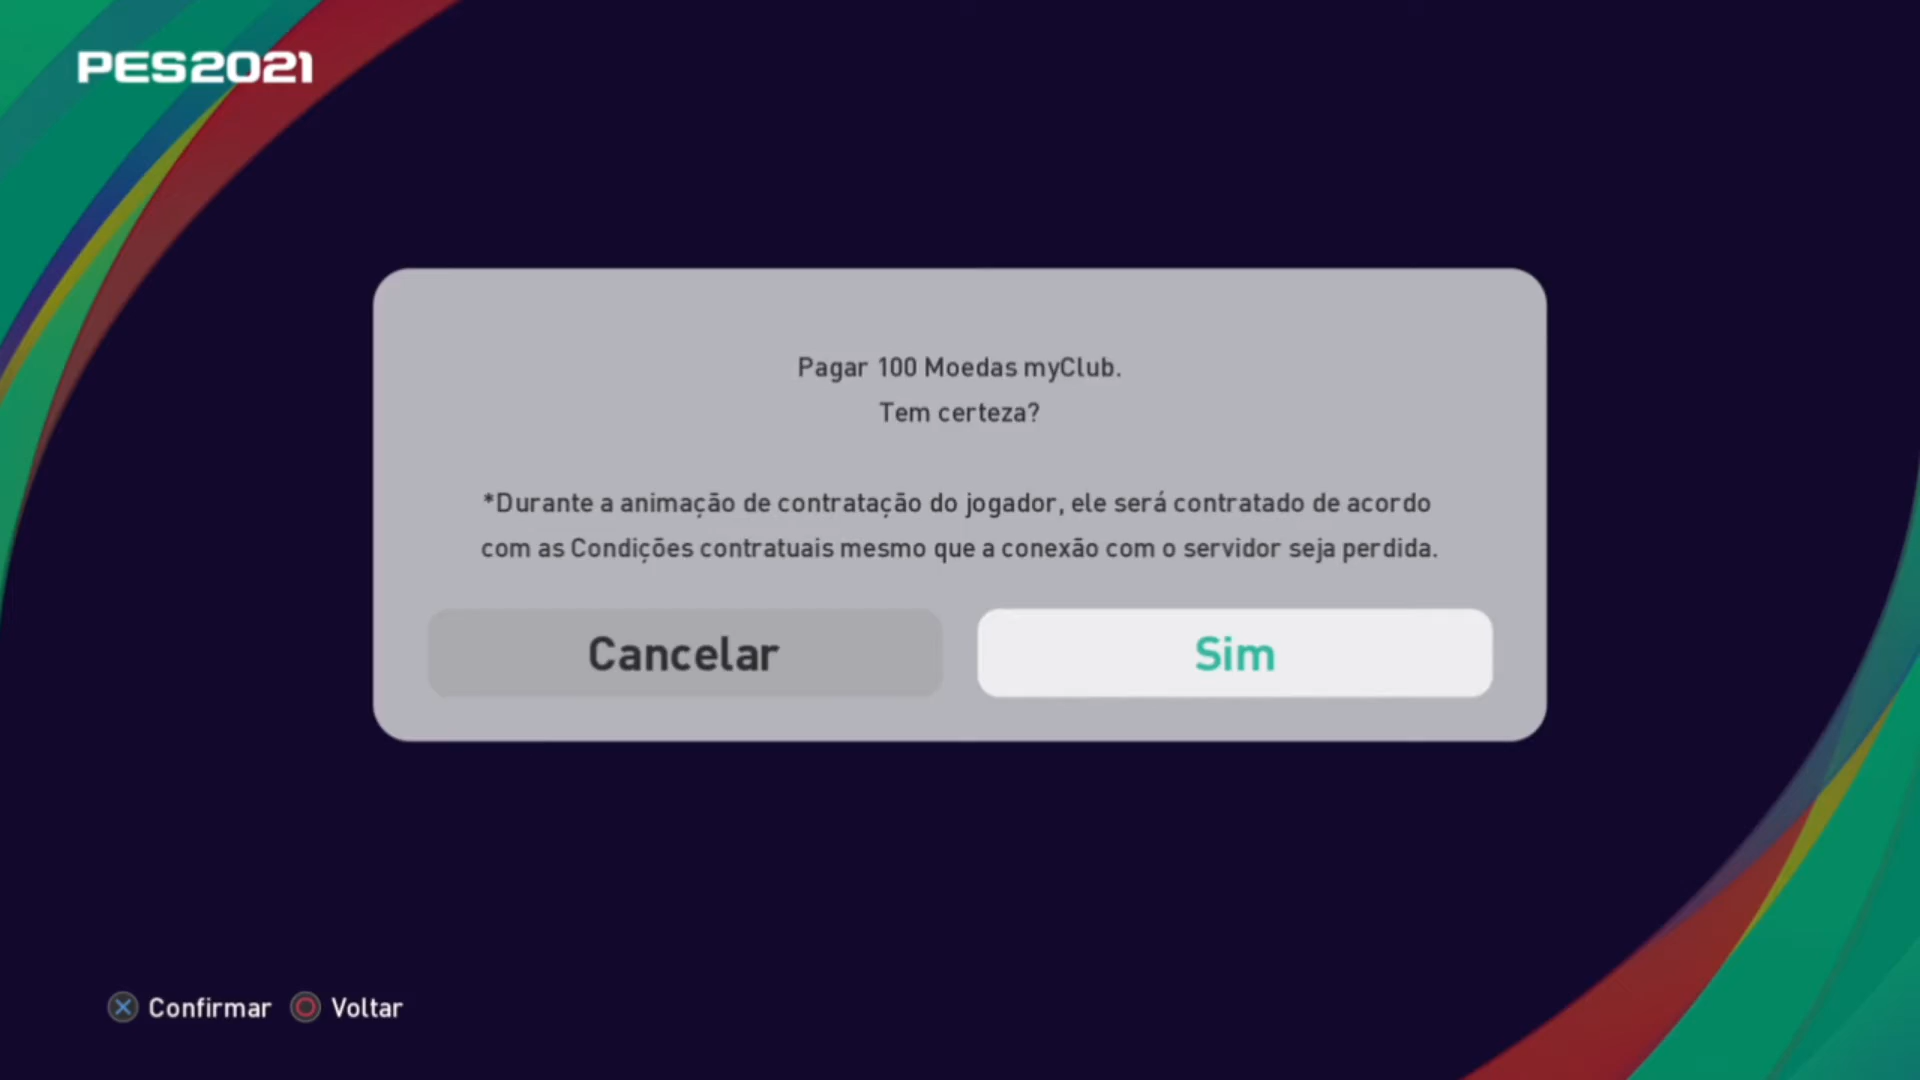 PES2021
Pagar 100 Moedas myClub.
Tem certeza?
*Durante a animação de contratação do jogador, ele será contratado de acordo
com as Condições contratuais mesmo que a conexão com o servidor seja perdida.
Cancelar
Sim
Confirmar
Voltar